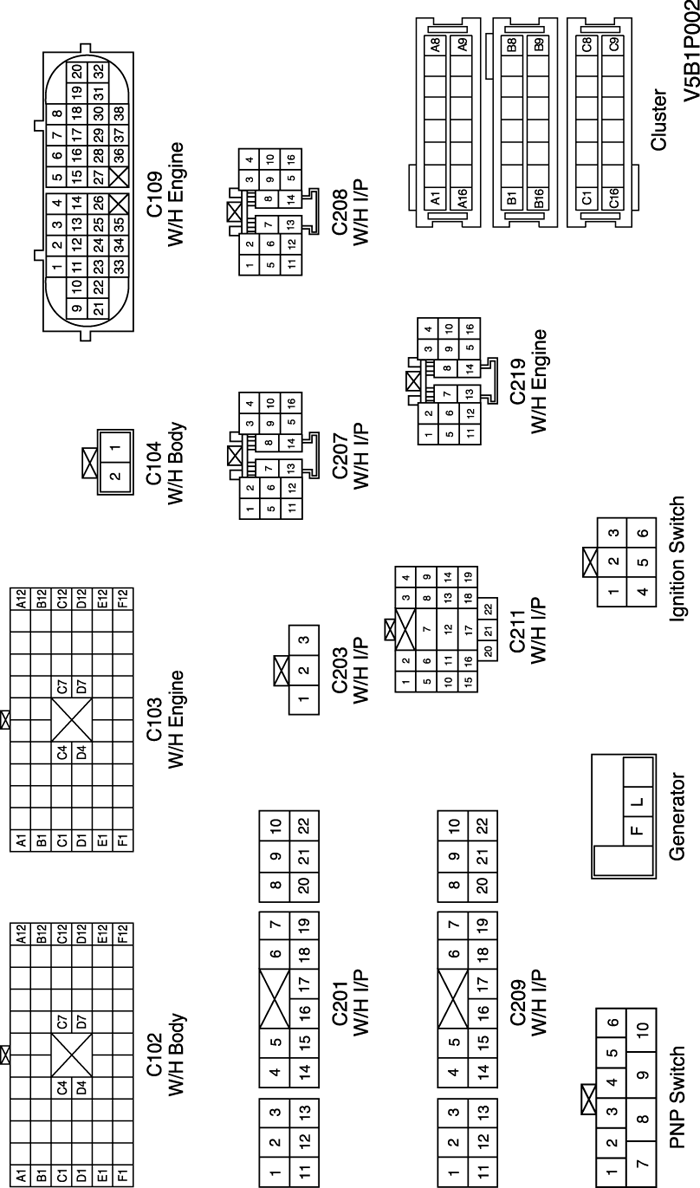 A1 A12
B1 B12
C1 C4 C7 C12
D1 D4 D7 D12
E1 E12
F1 F12
C102
W/H Body
A1 A12
B1 B12
C1 C4 C7 C12
D1 D4 D7 D12
E1 E12
F1 F12
C103
W/H Engine
2 1
C104
W/H Body
1 2 3 4 5 6 7 8
9 10 11 12 13 14 15 16 17 18 19 20
21 22 23 24 25 26 27 28 29 30 31 32
33 34 35 36 37 38
C109
W/H Engine
1 2 3 4 5 6 7 8 9 10
11 12 13 14 15 16 17 18 19 20 21 22
C201
W/H I/P
1 2 3
C203
W/H I/P
1 2 3 4
5 6 7 8 9 10
11 12 13 14 5 16
C207
W/H I/P
1 2 3 4
5 6 7 8 9 10
11 12 13 14 5 16
C208
W/H I/P
1 2 3 4 5 6 7 8 9 10
11 12 13 14 15 16 17 18 19 20 21 22
C209
W/H I/P
1 2 3 4
5 6 7 8 9
10 11 12 13 14
15 16 17 18 19
20 21 22
C211
W/H I/P
1 2 3 4
5 6 7 8 9 10
11 12 13 14 5 16
C219
W/H Engine
1 2 3 4 5 6
7 8 9 10
PNP Switch
F L
Generator
1 2 3
4 5 6
Ignition Switch
A1 A8
A16 A9
B1 B8
B16 B9
C1 C8
C16 C9
Cluster
V5B1P002